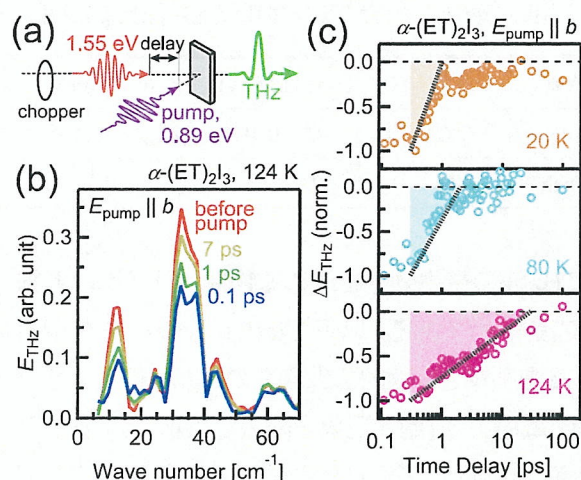 (a)
1.55 eV
delay
chopper
pump,
0.89 eV
THz
(b)
α-(ET)2I3, 124 K
Epump || b
before
pump
7 ps
1 ps
0.1 ps
ETHz (arb. unit)
0.3
0.2
0.1
0.0
0 20 40 60
Wave number [cm-1]
(c)
α-(ET)2I3, Epump || b
0.0
-0.5
-1.0
20 K
0.0
-0.5
-1.0
80 K
ΔETHz (norm.)
0.0
-0.5
-1.0
124 K
0.1 1 10 100
Time Delay [ps]